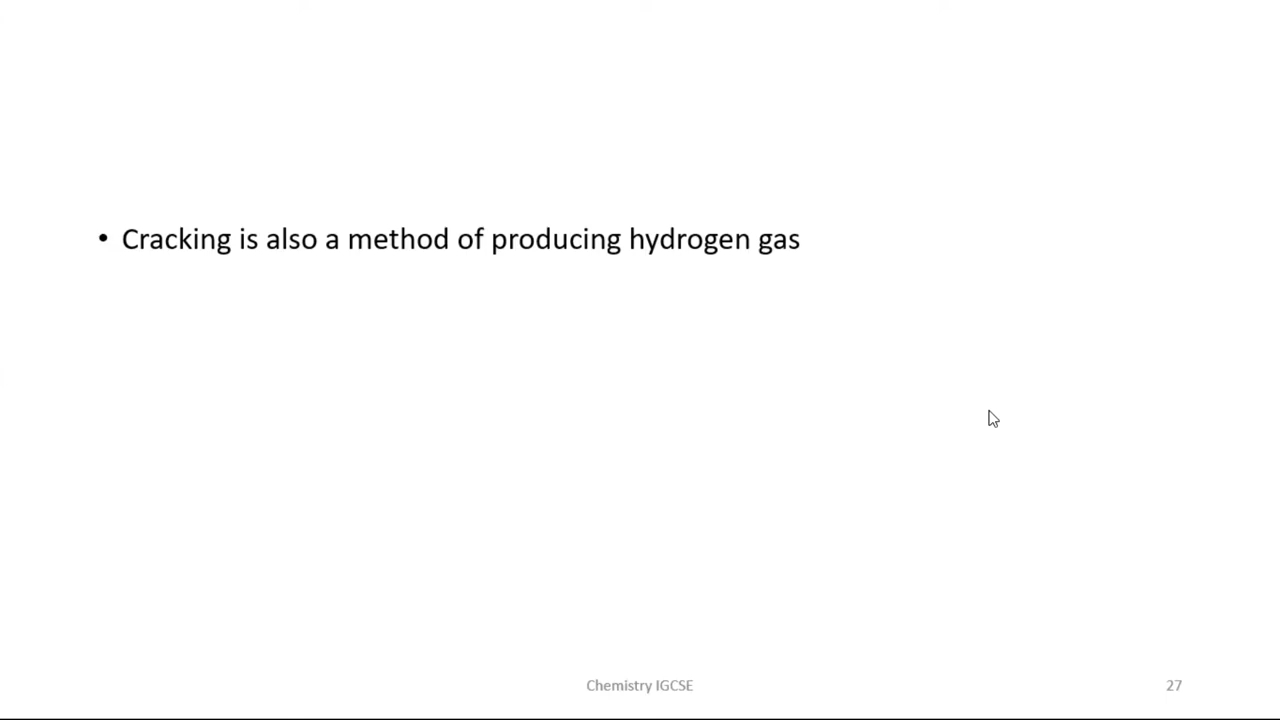 • Cracking is also a method of producing hydrogen gas
Chemistry IGCSE
27